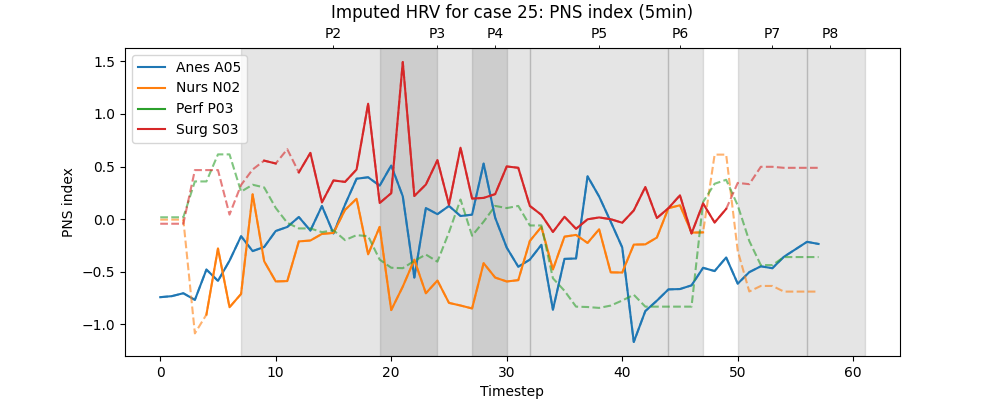 Imputed HRV for case 25: PNS index (5min)
P2 P3 P4 P5 P6 P7 P8
Anes A05
Nurs N02
Perf P03
Surg S03
1.5
1.0
0.5
0.0
−0.5
−1.0
PNS index
0 10 20 30 40 50 60
Timestep